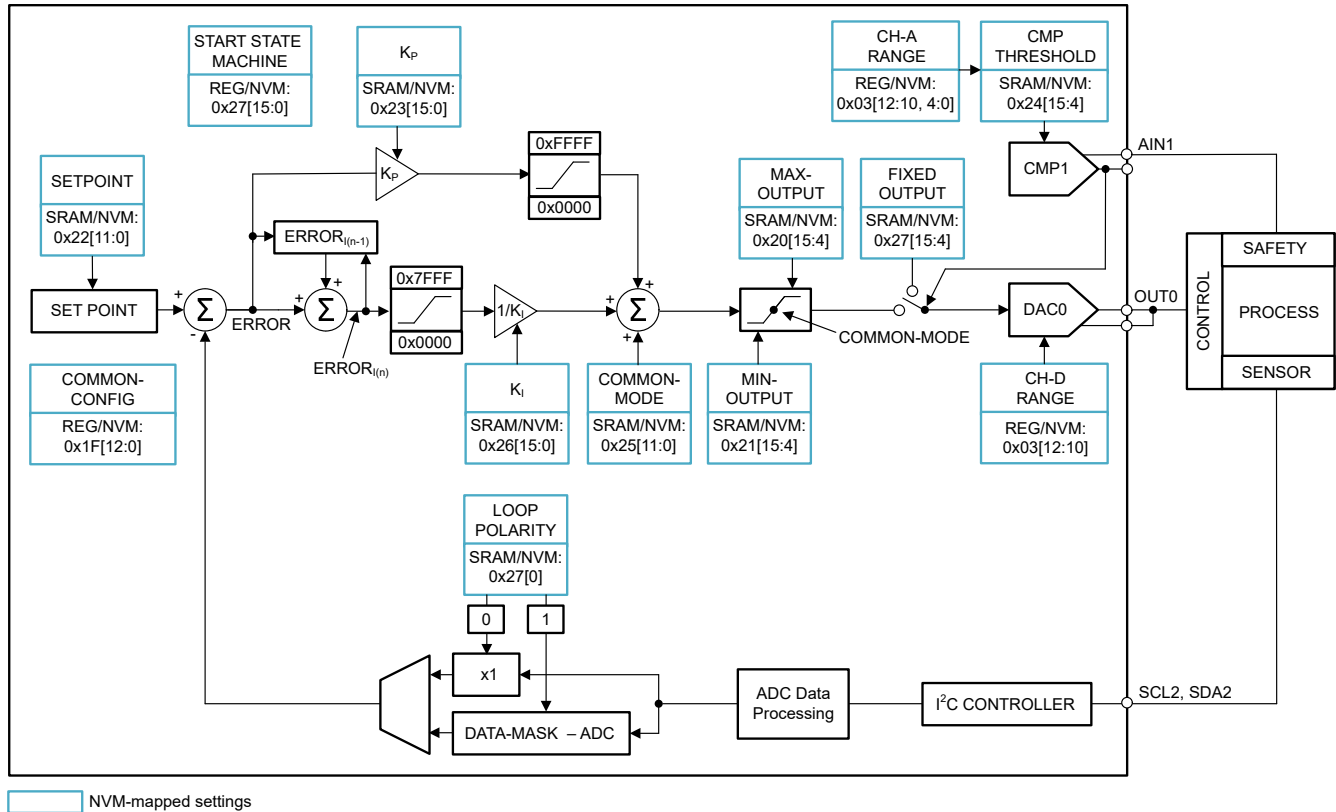 START STATE
MACHINE
REG/NVM:
0x27[15:0]
KP
SRAM/NVM:
0x23[15:0]
CH-A
RANGE
REG/NVM:
0x03[12:10, 4:0]
CMP
THRESHOLD
SRAM/NVM:
0x24[15:4]
AIN1
CMP1
0xFFFF
0x0000
KP
SETPOINT
SRAM/NVM:
0x22[11:0]
MAX-
OUTPUT
SRAM/NVM:
0x20[15:4]
FIXED
OUTPUT
SRAM/NVM:
0x27[15:4]
ERRORI(n-1)
+
+
+
+
0x7FFF
0x0000
SET POINT
+
Σ
-
ERROR
+
Σ
ERRORI(n)
1/KI
+
Σ
+
COMMON-MODE
DAC0
OUT0
CONTROL
SAFETY
PROCESS
SENSOR
COMMON-
CONFIG
REG/NVM:
0x1F[12:0]
KI
SRAM/NVM:
0x26[15:0]
COMMON-
MODE
SRAM/NVM:
0x25[11:0]
MIN-
OUTPUT
SRAM/NVM:
0x21[15:4]
CH-D
RANGE
REG/NVM:
0x03[12:10]
LOOP
POLARITY
SRAM/NVM:
0x27[0]
0
1
x1
DATA-MASK – ADC
ADC Data
Processing
I2C CONTROLLER
SCL2, SDA2
NVM-mapped settings